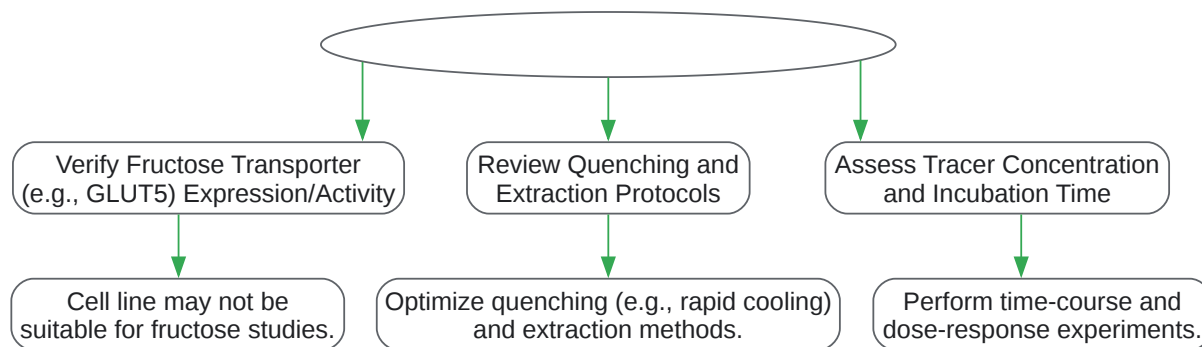 Verify Fructose Transporter
(e.g., GLUT5) Expression/Activity
Review Quenching and
Extraction Protocols
Assess Tracer Concentration
and Incubation Time
Cell line may not be
suitable for fructose studies.
Optimize quenching (e.g., rapid cooling)
and extraction methods.
Perform time-course and
dose-response experiments.